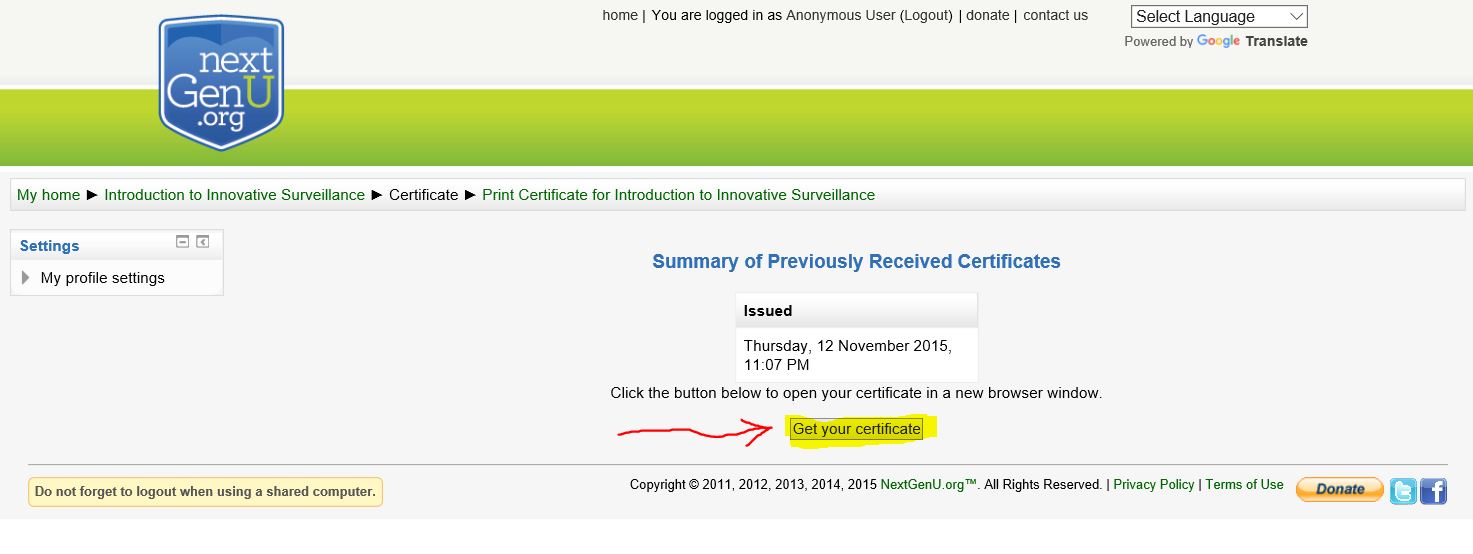 next
GenU
.org
home | You are logged in as Anonymous User (Logout) | donate | contact us
Select Language
Powered by Google Translate
My home ► Introduction to Innovative Surveillance ► Certificate ► Print Certificate for Introduction to Innovative Surveillance
Settings
My profile settings
Summary of Previously Received Certificates
Issued
Thursday, 12 November 2015,
11:07 PM
Click the button below to open your certificate in a new browser window.
Get your certificate
Do not forget to logout when using a shared computer.
Copyright © 2011, 2012, 2013, 2014, 2015 NextGenU.org™. All Rights Reserved. | Privacy Policy | Terms of Use
Donate